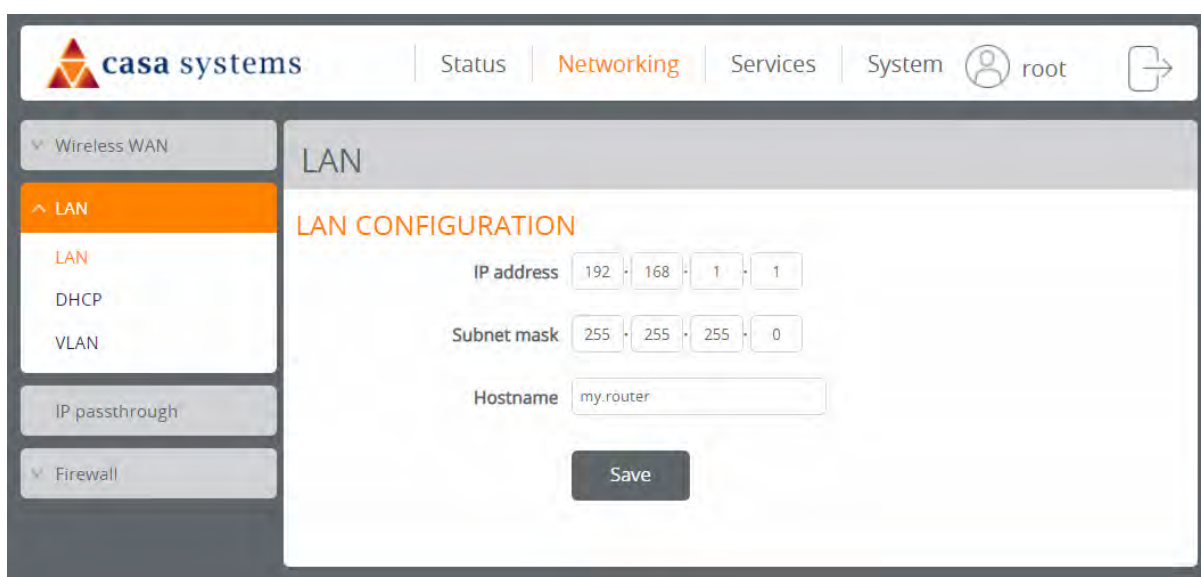 casa systems Status Networking Services System root
Wireless WAN
LAN
LAN
DHCP
VLAN
IP passthrough
Firewall
LAN
LAN CONFIGURATION
IP address 192 · 168 · 1 · 1
Subnet mask 255 · 255 · 255 · 0
Hostname my.router
Save